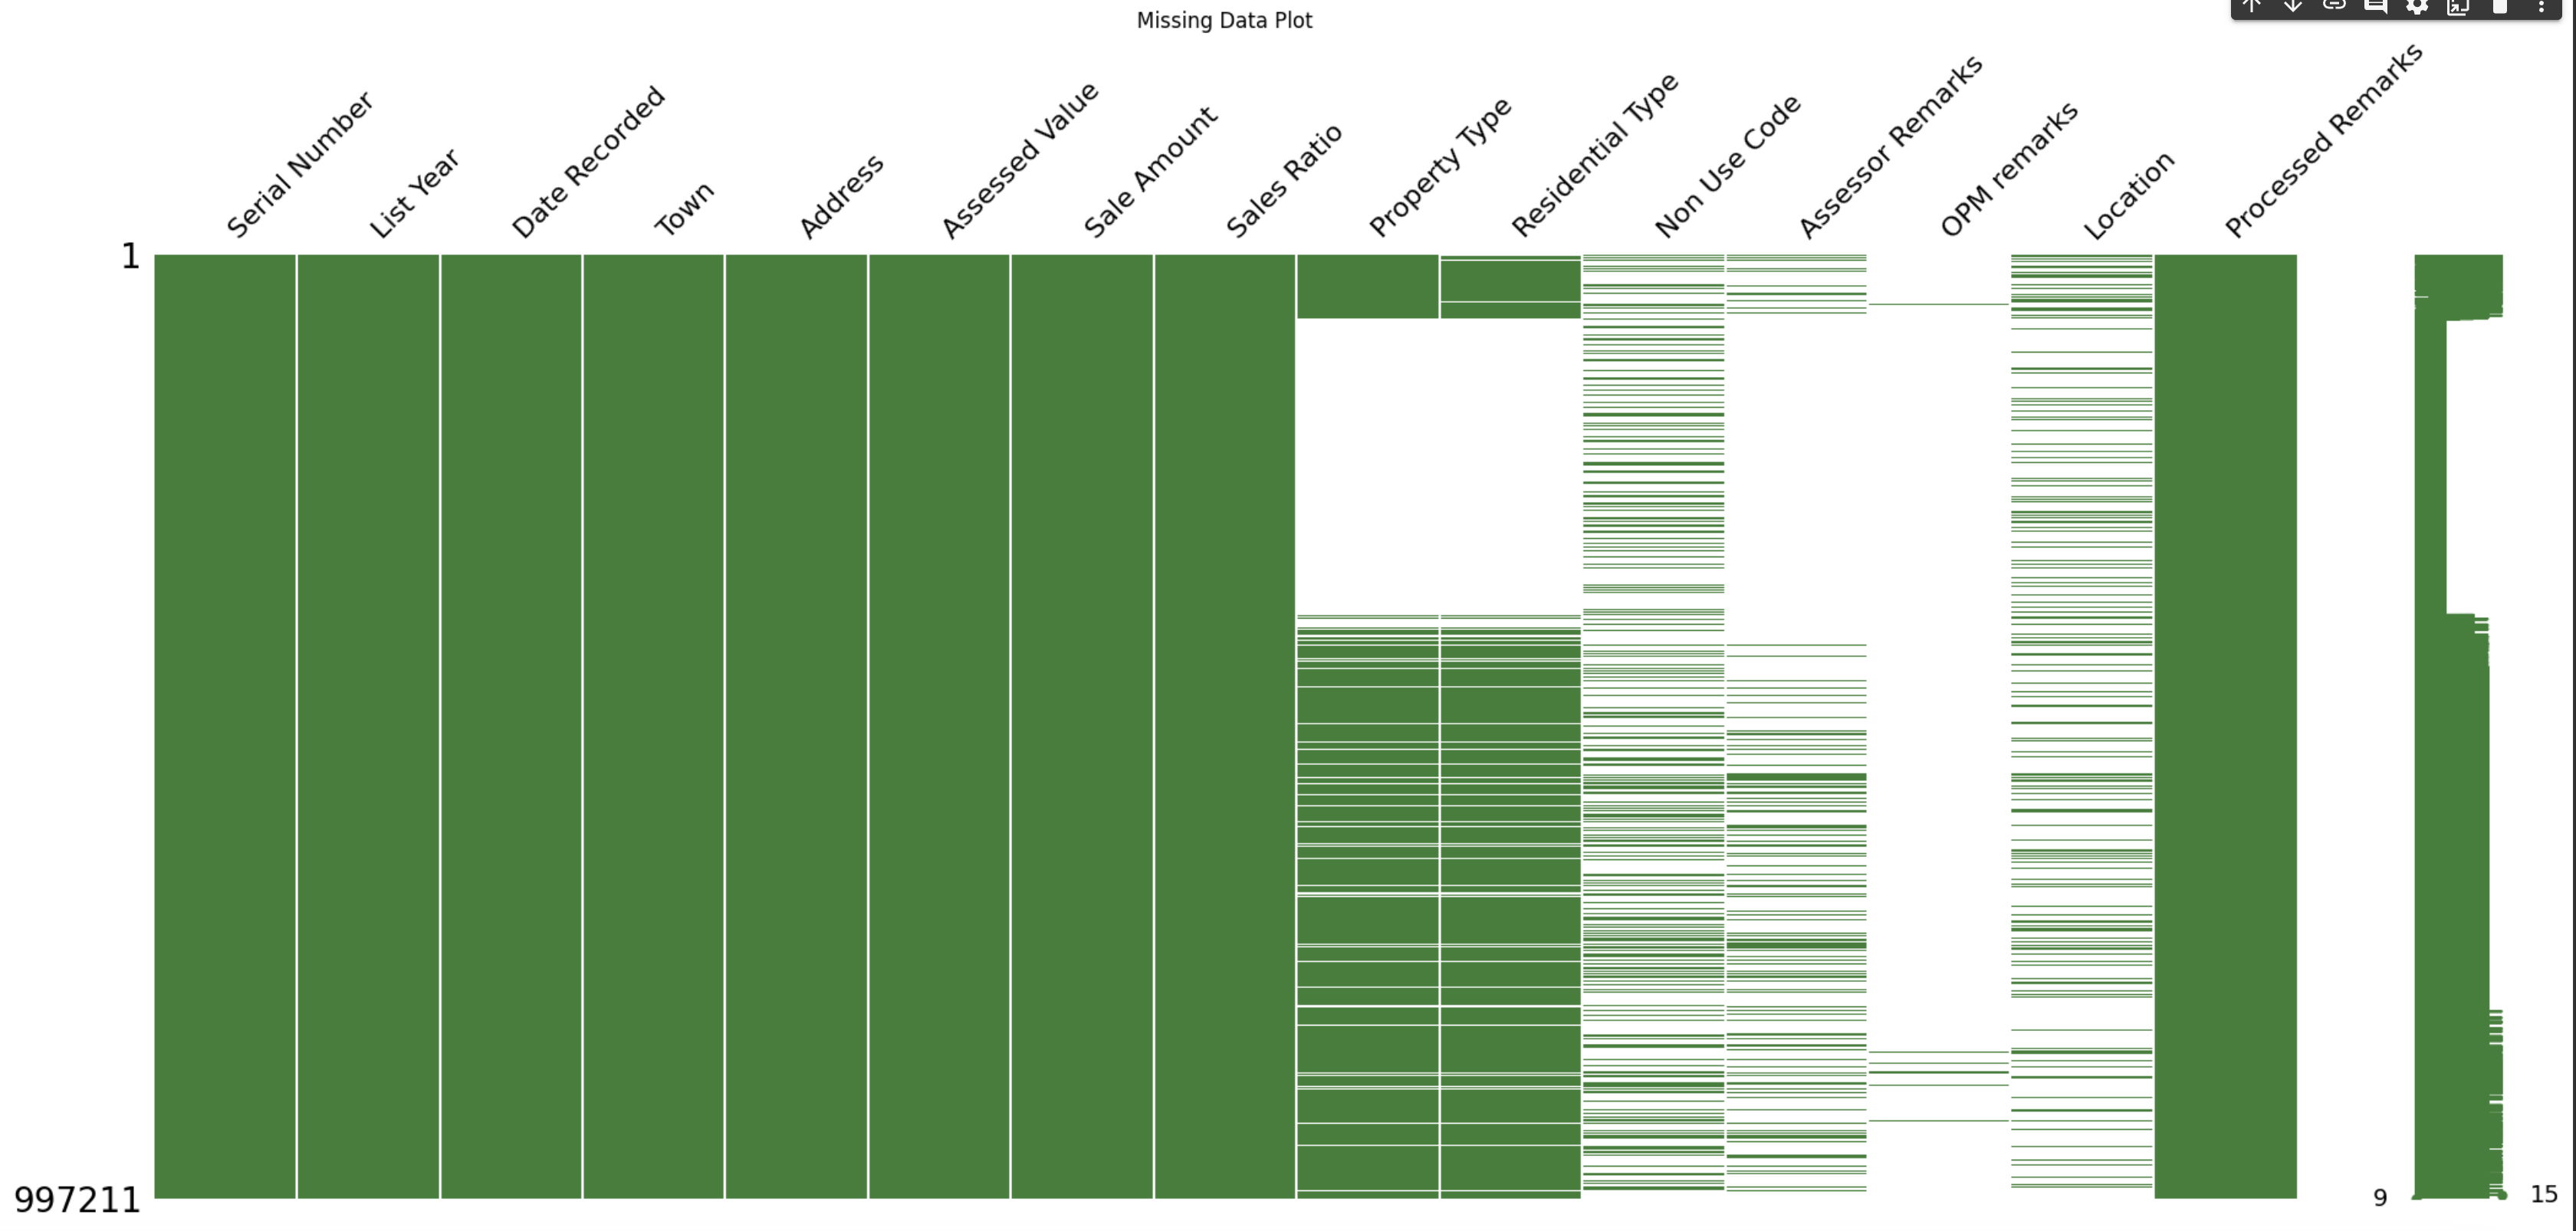 Missing Data Plot
Serial Number
List Year
Date Recorded
Town
Address
Assessed Value
Sale Amount
Sales Ratio
Property Type
Residential Type
Non Use Code
Assessor Remarks
OPM remarks
Location
Processed Remarks
1
997211
9
15